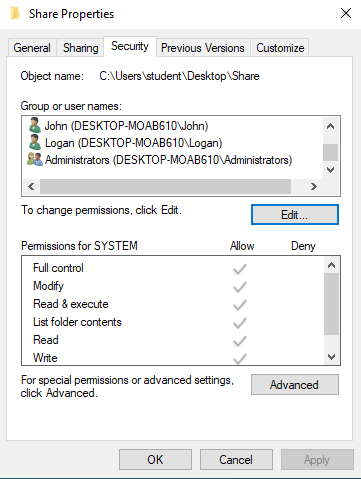 Share Properties
General Sharing Security Previous Versions Customize
Object name: C:\Users\student\Desktop\Share
Group or user names:
John (DESKTOP-MOAB610\John)
Logan (DESKTOP-MOAB610\Logan)
Administrators (DESKTOP-MOAB610\Administrators)
To change permissions, click Edit.
Edit...
Permissions for SYSTEM Allow Deny
Full control
Modify
Read & execute
List folder contents
Read
Write
For special permissions or advanced settings,
click Advanced.
Advanced
OK Cancel Apply